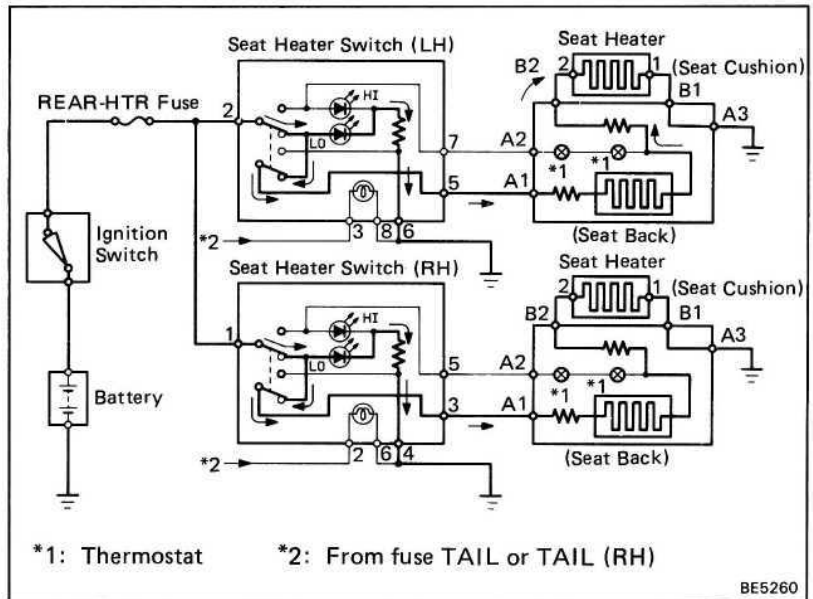 Seat Heater Switch (LH)
Seat Heater
B2
2
1
(Seat Cushion)
B1
REAR-HTR Fuse
2
HI
LO
A3
7
A2
*1
*1
5
A1
Ignition
Switch
*2
3
8
6
(Seat Back)
Seat Heater Switch (RH)
Seat Heater
2
1
(Seat Cushion)
B2
B1
1
HI
LO
A3
5
A2
*1
*1
3
A1
Battery
*2
2
6
4
(Seat Back)
*1: Thermostat
*2: From fuse TAIL or TAIL (RH)
BE5260